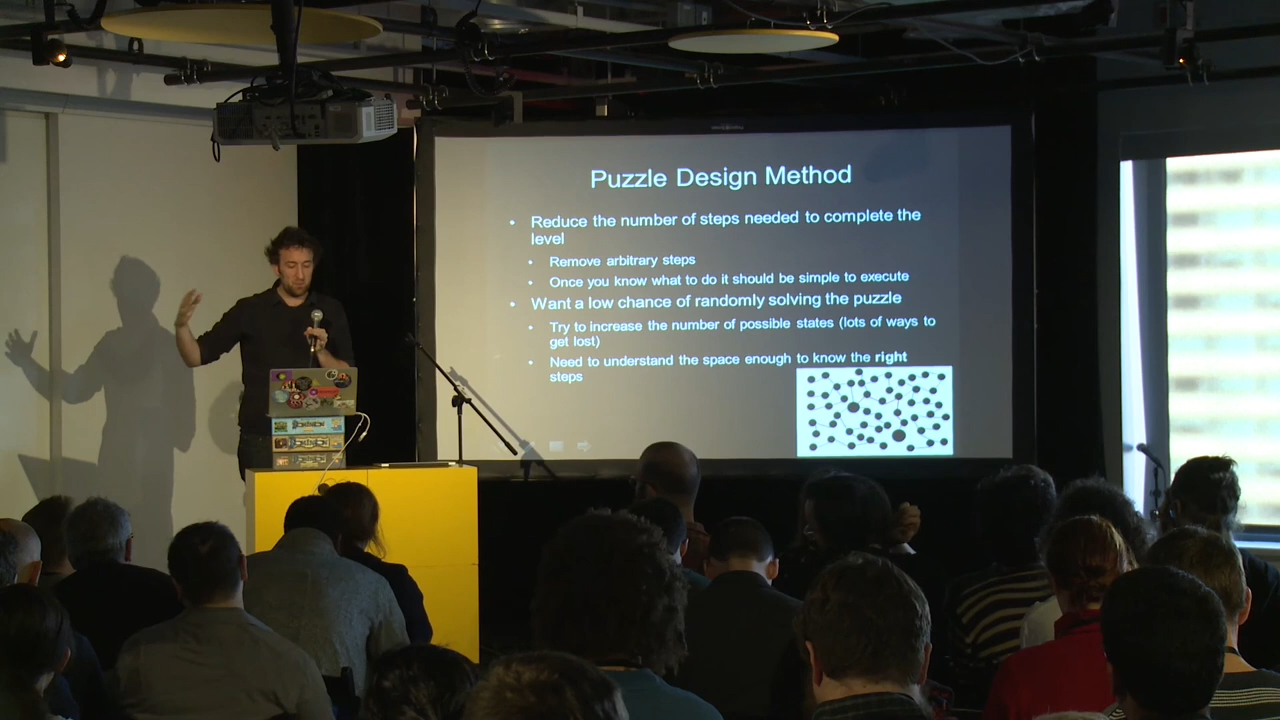 Puzzle Design Method
• Reduce the number of steps needed to complete the
level
• Remove arbitrary steps
• Once you know what to do it should be simple to execute
• Want a low chance of randomly solving the puzzle
• Try to increase the number of possible states (lots of ways to
get lost)
• Need to understand the space enough to know the right
steps
DOMINION